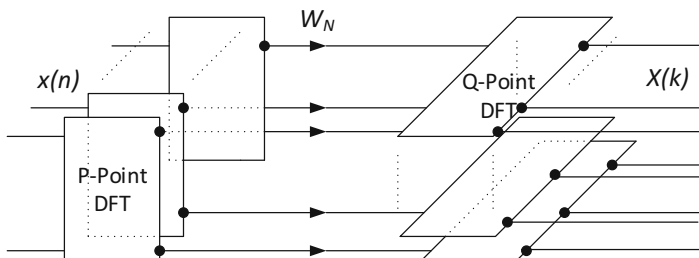 W_N
x(n)
Q-Point
DFT
X(k)
P-Point
DFT